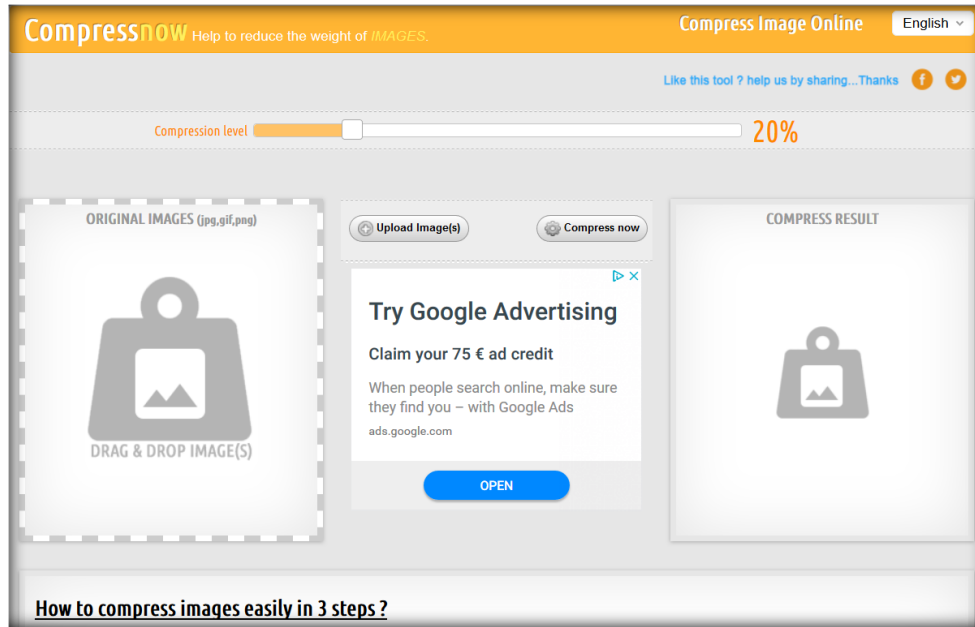 Compressnow Help to reduce the weight of IMAGES.
Compress Image Online
English
Like this tool ? help us by sharing...Thanks
Compression level
20%
ORIGINAL IMAGES (jpg,gif,png)
DRAG & DROP IMAGE(S)
Upload Image(s)
Compress now
Try Google Advertising
Claim your 75 € ad credit
When people search online, make sure
they find you – with Google Ads
ads.google.com
OPEN
COMPRESS RESULT
How to compress images easily in 3 steps ?